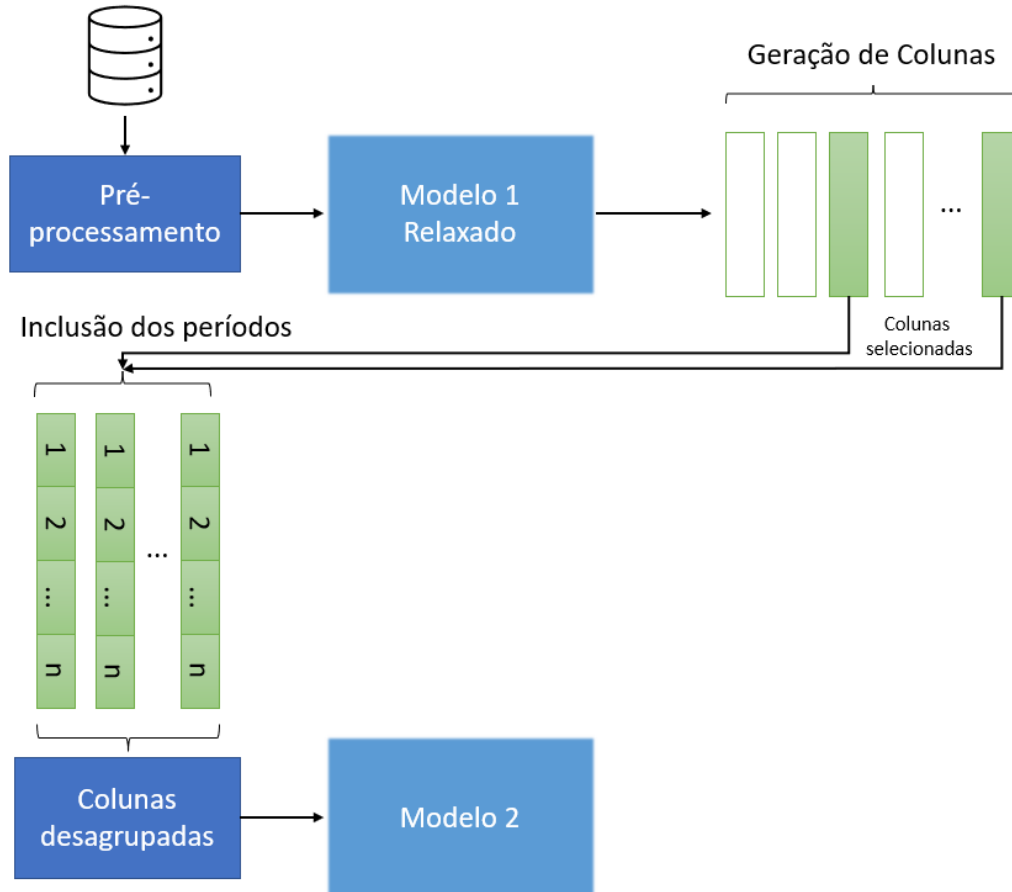 Geração de Colunas
Pré-
processamento
Modelo 1
Relaxado
...
Colunas
selecionadas
Inclusão dos períodos
1
2
...
n
1
2
...
n
...
1
2
...
n
Colunas
desagrupadas
Modelo 2